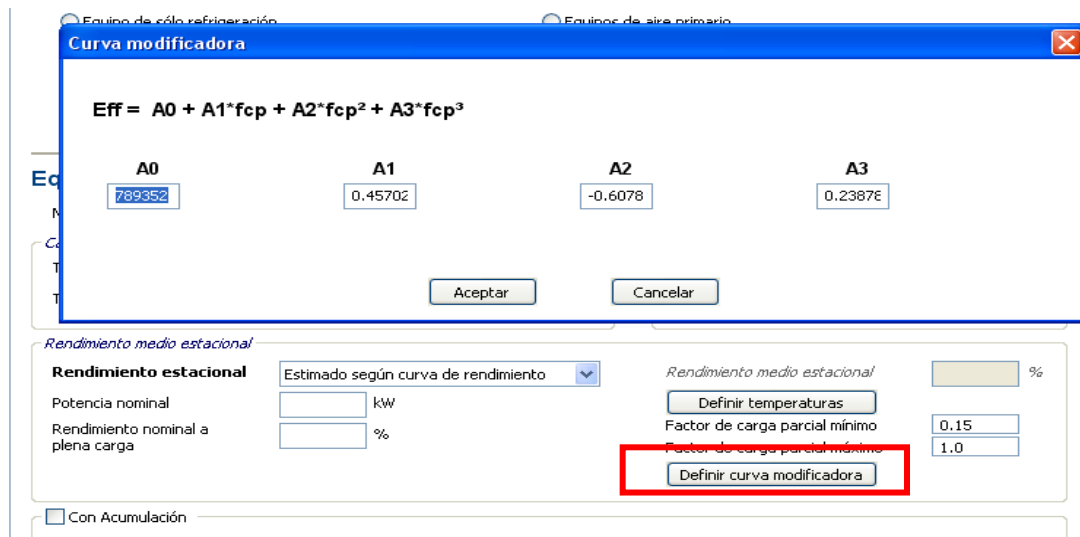 Equipo de sólo refrigeración Equipos de aire primario
Curva modificadora
Eff = A0 + A1*fcp + A2*fcp² + A3*fcp³
A0 A1 A2 A3
789352 0.45702 -0.6078 0.23878
Eq
Aceptar Cancelar
Rendimiento medio estacional
Rendimiento estacional Estimado según curva de rendimiento Rendimiento medio estacional %
Potencia nominal kW Definir temperaturas
Rendimiento nominal a plena carga % Factor de carga parcial mínimo 0.15
Factor de carga parcial máximo 1.0
Definir curva modificadora
Con Acumulación